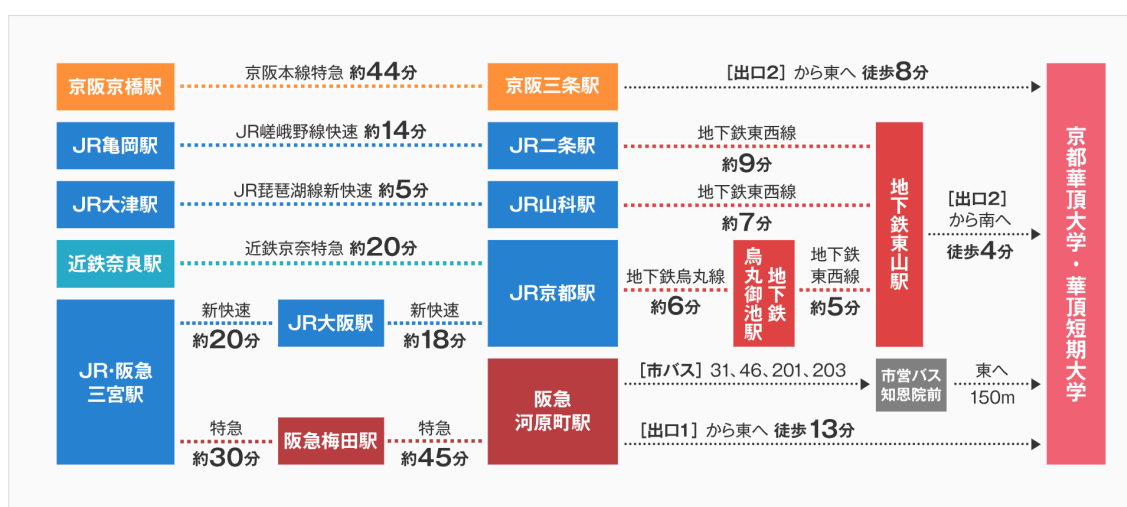 京阪京橋駅
京阪本線特急 約44分
京阪三条駅
[出口2] から東へ 徒歩8分
JR亀岡駅
JR嵯峨野線快速 約14分
JR二条駅
地下鉄東西線
約9分
JR大津駅
JR琵琶湖線新快速 約5分
JR山科駅
地下鉄東西線
約7分
近鉄奈良駅
近鉄京奈特急 約20分
JR京都駅
地下鉄烏丸線
約6分
地下鉄
烏丸御池駅
地下鉄
東西線
約5分
地下鉄東山駅
[出口2]
から南へ
徒歩4分
JR・阪急
三宮駅
新快速
約20分
JR大阪駅
新快速
約18分
特急
約30分
阪急梅田駅
特急
約45分
阪急
河原町駅
[市バス] 31、46、201、203
市営バス
知恩院前
東へ
150m
[出口1] から東へ 徒歩13分
京都華頂大学・華頂短期大学